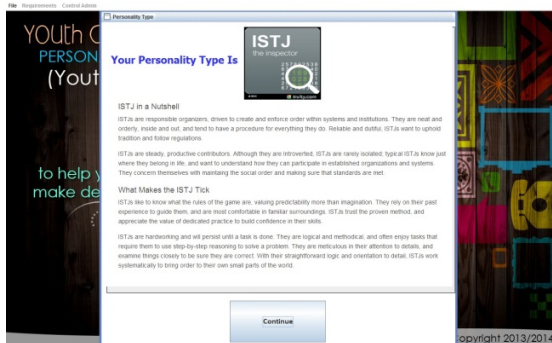 File Requirements Control Admin
Personality Type
YOUth C
PERSON
(Yout
to help y
make de
Your Personality Type Is
ISTJ
the inspector
ISTJ in a Nutshell
ISTJs are responsible organizers, driven to create and enforce order within systems and institutions. They are neat and
orderly, inside and out, and tend to have a procedure for everything they do. Reliable and dutiful, ISTJs want to uphold
tradition and follow regulations.
ISTJs are steady, productive contributors. Although they are introverted, ISTJs are rarely isolated; typical ISTJs know just
where they belong in life, and want to understand how they can participate in established organizations and systems.
They concern themselves with maintaing the social order and making sure that standards are met.
What Makes the ISTJ Tick
ISTJs like to know what the rules of the game are, valuing predictability more than imagination. They rely on their past
experience to guide them, and are most comfortable in familiar surroundings. ISTJs trust the proven method, and
appreciate the value of dedicated practice to build confidence in their skills.
ISTJs are hardworking and will persist until a task is done. They are logical and methodical, and often enjoy tasks that
require them to use step-by-step reasoning to solve a problem. They are meticulous in their attention to details, and
examine things closely to be sure they are correct. With their straightforward logic and orientation to detail, ISTJs work
systematically to bring order to their own small parts of the world.
Continue
opyright 2013/2014